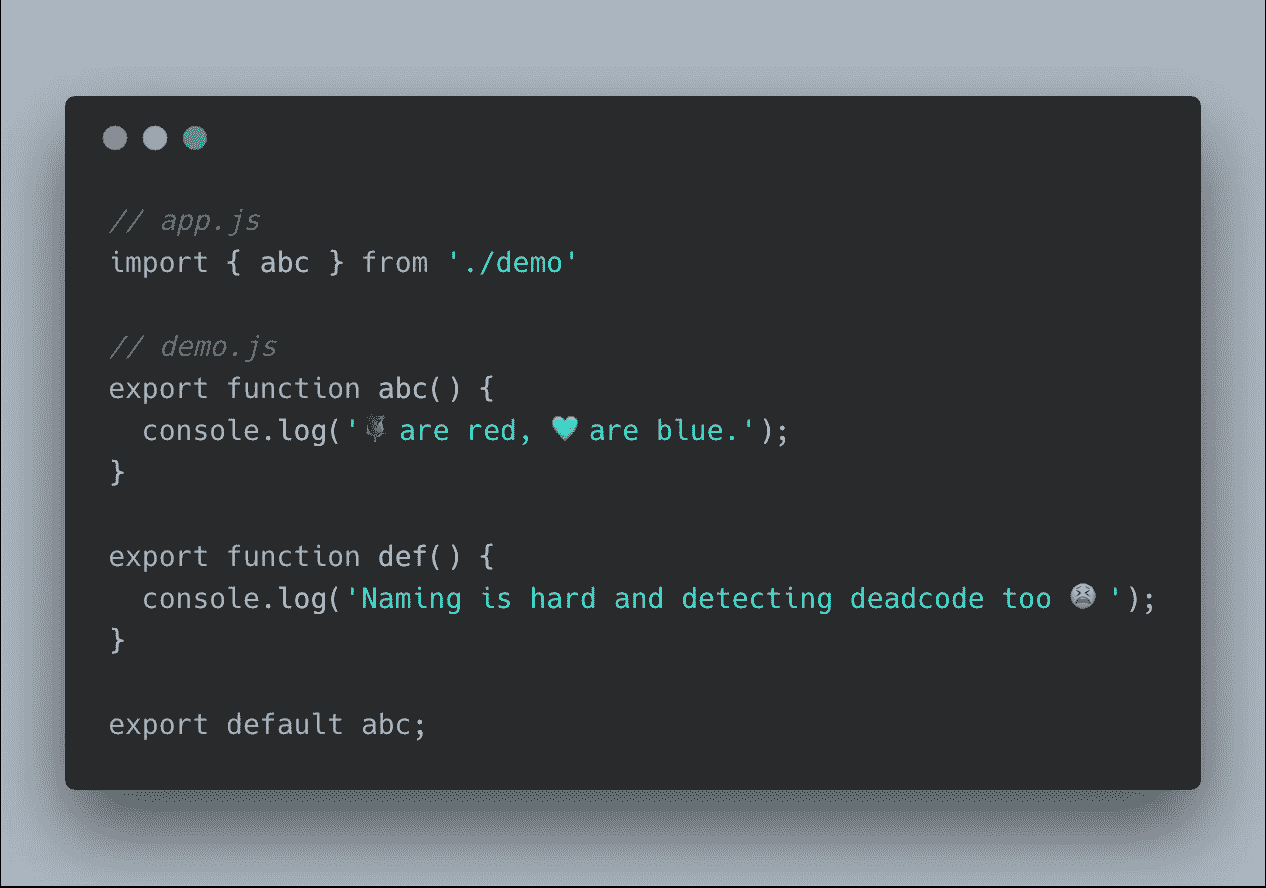 // app.js
import { abc } from './demo'
// demo.js
export function abc() {
console.log('🌹 are red, 💙 are blue.');
}
export function def() {
console.log('Naming is hard and detecting deadcode too 😫 ');
}
export default abc;